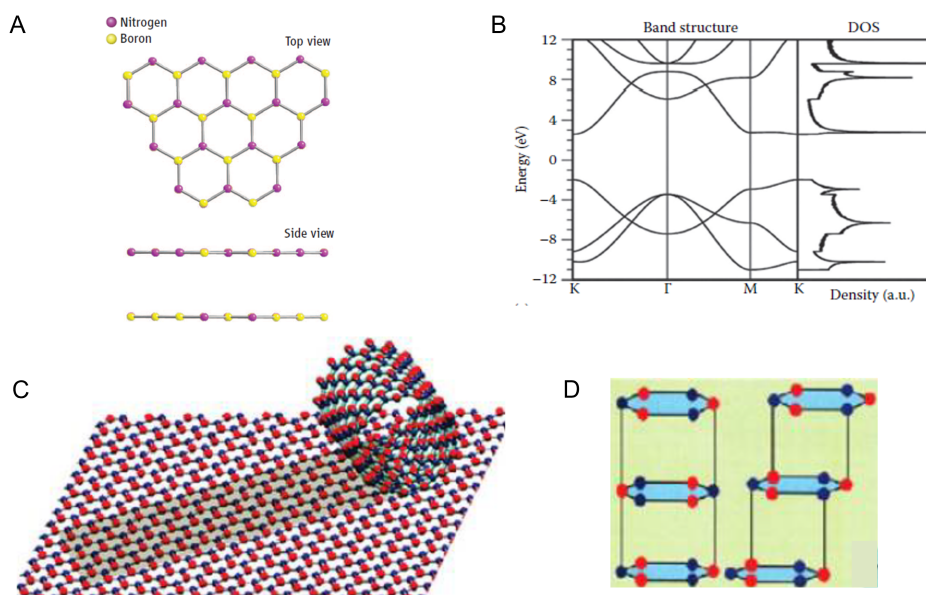 A
Nitrogen
Boron
Top view
Side view
B
Band structure
DOS
Energy (eV)
12
8
4
0
−4
−8
−12
K
Γ
M
K
Density (a.u.)
C
D